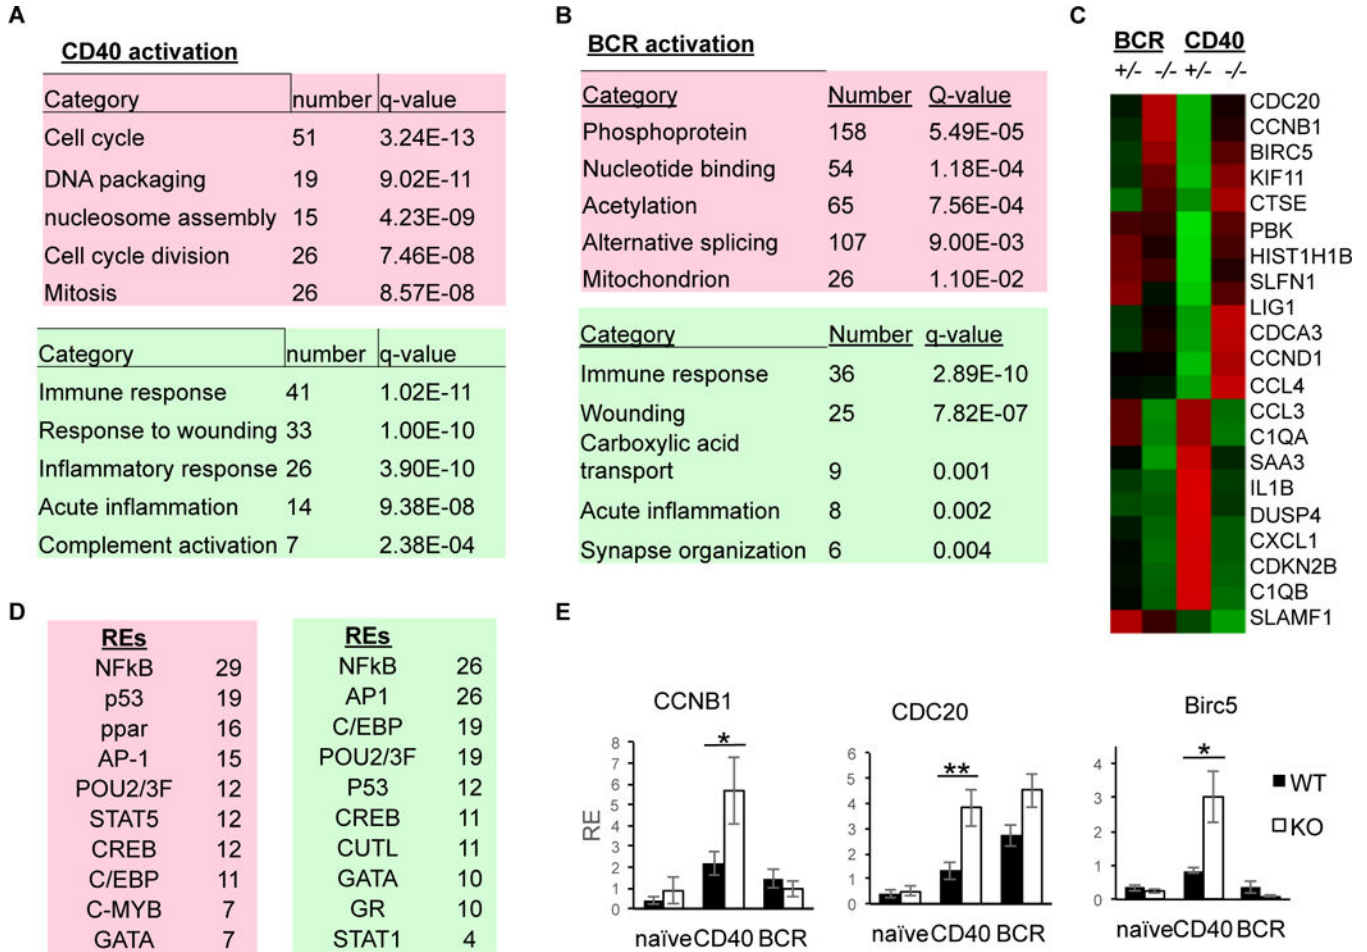 A
CD40 activation
Category number q-value
Cell cycle 51 3.24E-13
DNA packaging 19 9.02E-11
nucleosome assembly 15 4.23E-09
Cell cycle division 26 7.46E-08
Mitosis 26 8.57E-08
Category number q-value
Immune response 41 1.02E-11
Response to wounding 33 1.00E-10
Inflammatory response 26 3.90E-10
Acute inflammation 14 9.38E-08
Complement activation 7 2.38E-04
B
BCR activation
Category Number Q-value
Phosphoprotein 158 5.49E-05
Nucleotide binding 54 1.18E-04
Acetylation 65 7.56E-04
Alternative splicing 107 9.00E-03
Mitochondrion 26 1.10E-02
Category Number q-value
Immune response 36 2.89E-10
Wounding 25 7.82E-07
Carboxylic acid
transport 9 0.001
Acute inflammation 8 0.002
Synapse organization 6 0.004
C
BCR CD40
+/- -/- +/- -/-
CDC20
CCNB1
BIRC5
KIF11
CTSE
PBK
HIST1H1B
SLFN1
LIG1
CDCA3
CCND1
CCL4
CCL3
C1QA
SAA3
IL1B
DUSP4
CXCL1
CDKN2B
C1QB
SLAMF1
D
REs
NFkB 29
p53 19
ppar 16
AP-1 15
POU2/3F 12
STAT5 12
CREB 12
C/EBP 11
C-MYB 7
GATA 7
REs
NFkB 26
AP1 26
C/EBP 19
POU2/3F 19
P53 12
CREB 11
CUTL 11
GATA 10
GR 10
STAT1 4
E
CCNB1
RE
8
7
6
5
4
3
2
1
0
*
naïve CD40 BCR
CDC20
6
5
4
3
2
1
0
**
naïve CD40 BCR
Birc5
4
3
2
1
0
*
naïve CD40 BCR
WT
KO